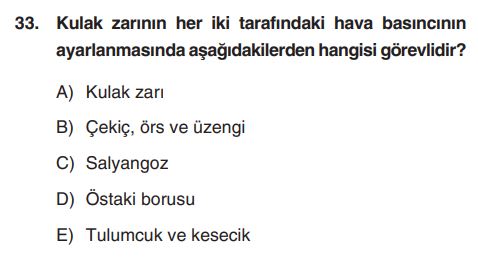 33. Kulak zarının her iki tarafındaki hava basıncının
ayarlanmasında aşağıdakilerden hangisi görevlidir?
A) Kulak zarı
B) Çekiç, örs ve üzengi
C) Salyangoz
D) Östaki borusu
E) Tulumcuk ve kesecik